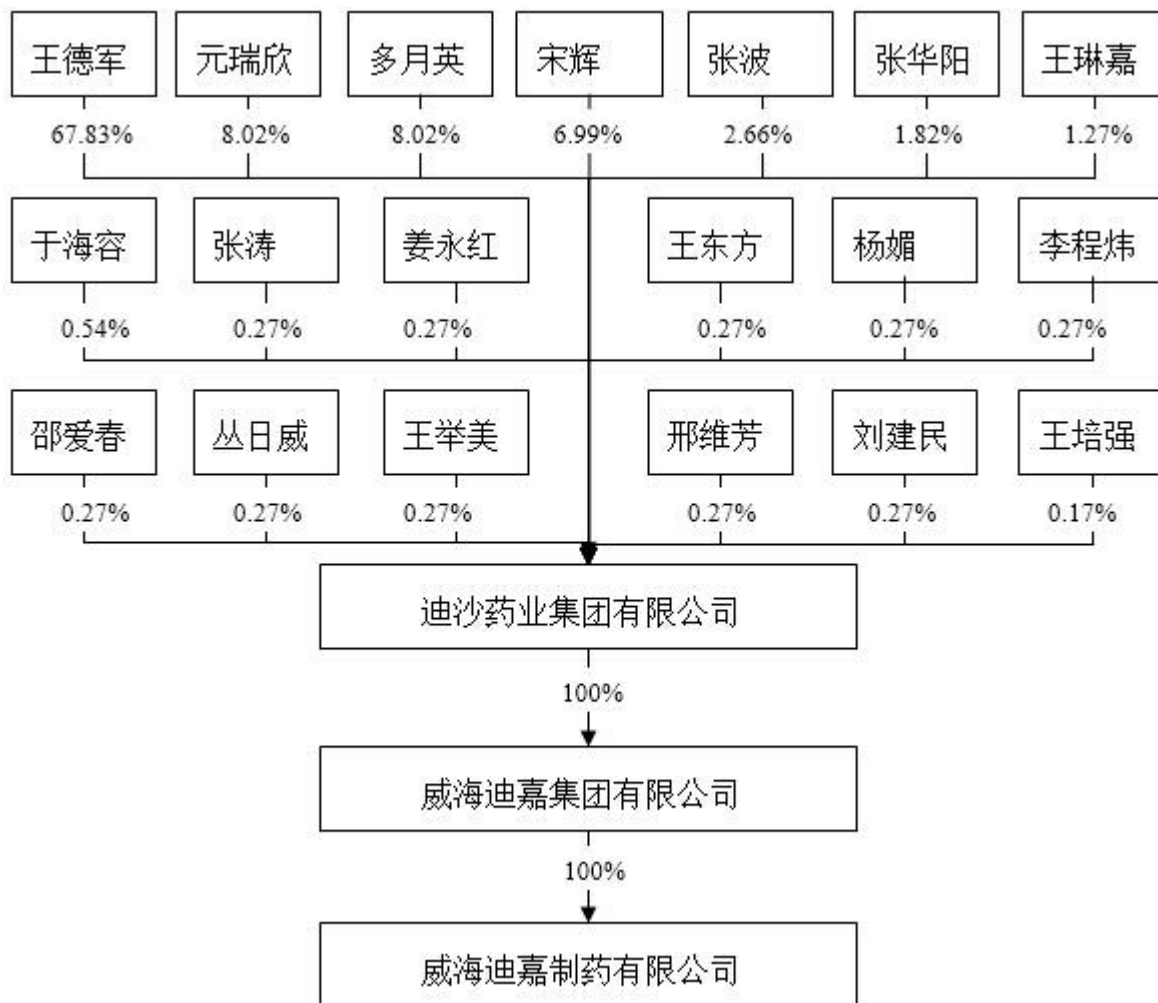 王德军 元瑞欣 多月英 宋辉 张波 张华阳 王琳嘉
67.83% 8.02% 8.02% 6.99% 2.66% 1.82% 1.27%
于海容 张涛 姜永红 王东方 杨媚 李程炜
0.54% 0.27% 0.27% 0.27% 0.27% 0.27%
邵爱春 丛日威 王举美 邢维芳 刘建民 王培强
0.27% 0.27% 0.27% 0.27% 0.27% 0.17%
迪沙药业集团有限公司
100%
威海迪嘉集团有限公司
100%
威海迪嘉制药有限公司